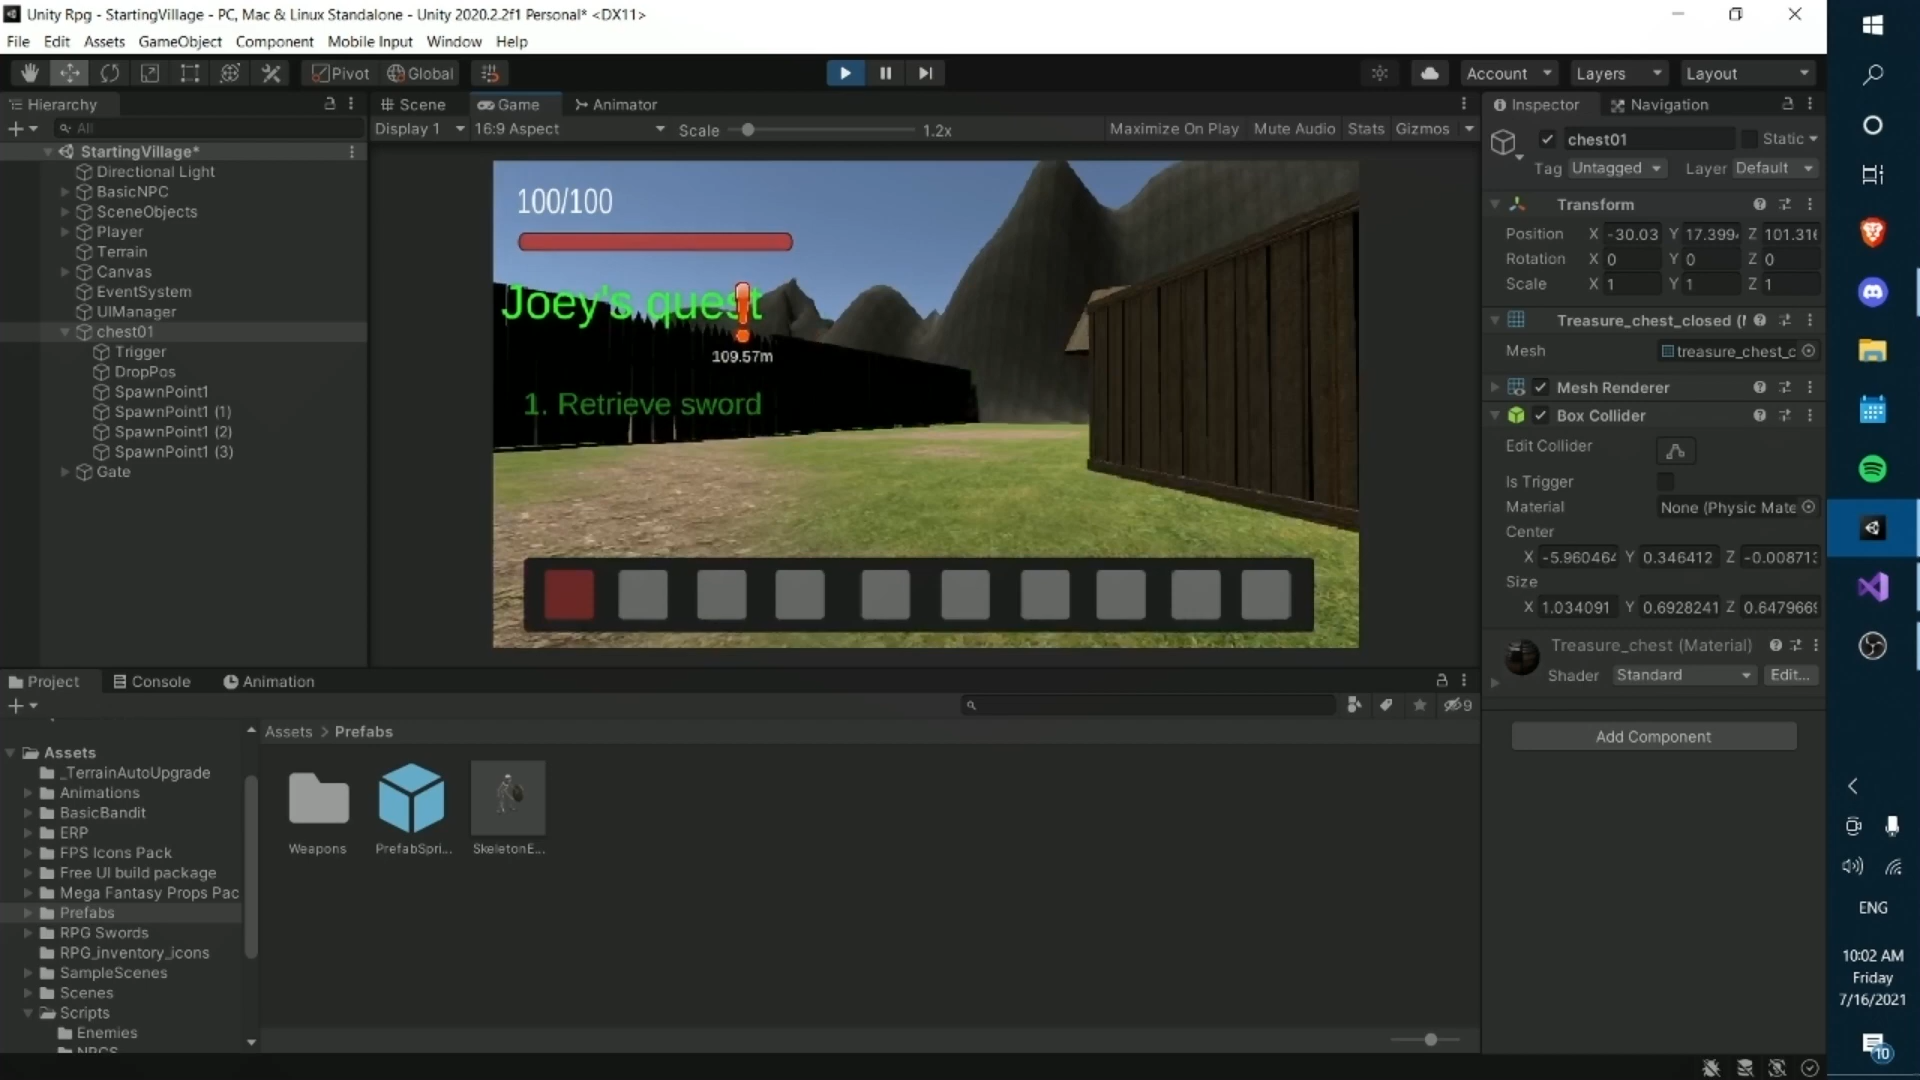 Unity Rpg - StartingVillage - PC, Mac & Linux Standalone - Unity 2020.2.2f1 Personal* <DX11>
File Edit Assets GameObject Component Mobile Input Window Help
Pivot Global Account Layers Layout
Hierarchy
All
StartingVillage*
Directional Light
BasicNPC
SceneObjects
Player
Terrain
Canvas
EventSystem
UIManager
chest01
Trigger
DropPos
SpawnPoint1
SpawnPoint1 (1)
SpawnPoint1 (2)
SpawnPoint1 (3)
Gate
Scene Game Animator
Display 1 16:9 Aspect Scale 1.2x Maximize On Play Mute Audio Stats Gizmos
100/100
Joey's quest
109.57m
1. Retrieve sword
Inspector Navigation
chest01 Static
Tag Untagged Layer Default
Transform
Position X -30.03 Y 17.399 Z 101.316
Rotation X 0 Y 0 Z 0
Scale X 1 Y 1 Z 1
Treasure_chest_closed (
Mesh treasure_chest_c
Mesh Renderer
Box Collider
Edit Collider
Is Trigger
Material None (Physic Mate
Center
X -5.960464 Y 0.346412 Z -0.008713
Size
X 1.034091 Y 0.6928241 Z 0.6479669
Treasure_chest (Material)
Shader Standard Edit...
Add Component
Project Console Animation
9
Assets
_TerrainAutoUpgrade
Animations
BasicBandit
ERP
FPS Icons Pack
Free UI build package
Mega Fantasy Props Pac
Prefabs
RPG Swords
RPG_inventory_icons
SampleScenes
Scenes
Scripts
Enemies
NPCS
Assets > Prefabs
Weapons PrefabSpri... SkeletonE...
ENG
10:02 AM
Friday
7/16/2021
10